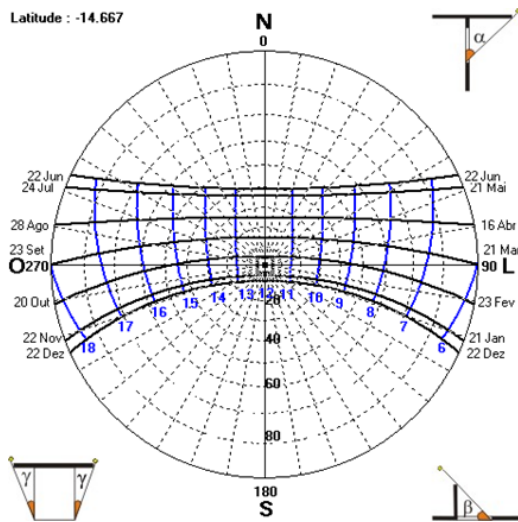 Latitude : -14.667
N
0
α
22 Jun
22 Jun
24 Jul
21 Mai
28 Ago
16 Abr
23 Set
21 Mar
O 270
90 L
20 Out
23 Fev
18 17 16 15 14 13 12 11 10 9 8 7 6
20
22 Nov
21 Jan
22 Dez
22 Dez
40
60
80
γ γ
β
180
S